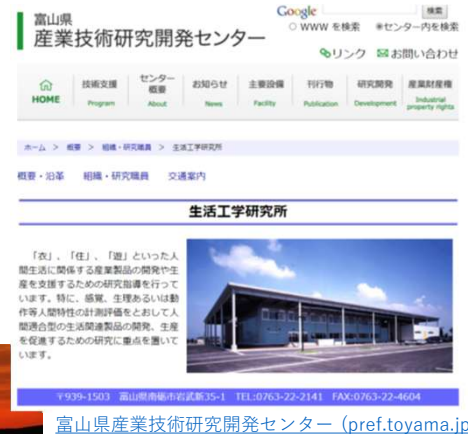 富山県
産業技術研究開発センター
Google
検索
WWW を検索
センター内を検索
リンク
お問い合わせ
HOME
技術支援
Program
センター
概要
About
お知らせ
News
主要設備
Facility
刊行物
Publication
研究開発
Development
産業財産権
Industrial
property rights
ホーム > 概要 > 組織・研究職員 > 生活工学研究所
概要・沿革 組織・研究職員 交通案内
生活工学研究所
「衣」、「住」、「遊」といった人
間生活に関係する産業製品の開発や生
産を支援するための研究指導を行って
います。特に、感覚、生理あるいは動
作等人間特性の計測評価をとおして人
間適合型の生活関連製品の開発、生産
を促進するための研究に重点を置いて
います。
〒939-1503 富山県南砺市岩武新35-1 TEL:0763-22-2141 FAX:0763-22-4604
富山県産業技術研究開発センター (pref.toyama.jp